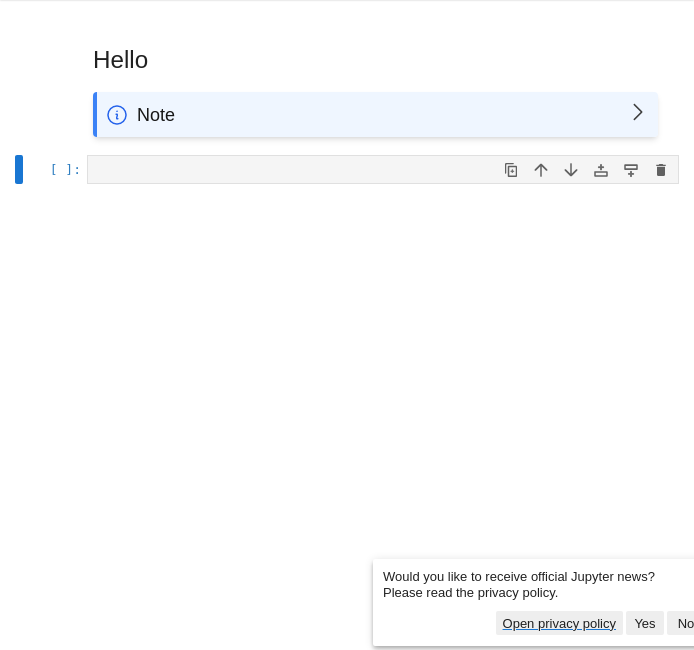 Hello
Note
[ ]:
Would you like to receive official Jupyter news?
Please read the privacy policy.
Open privacy policy Yes No